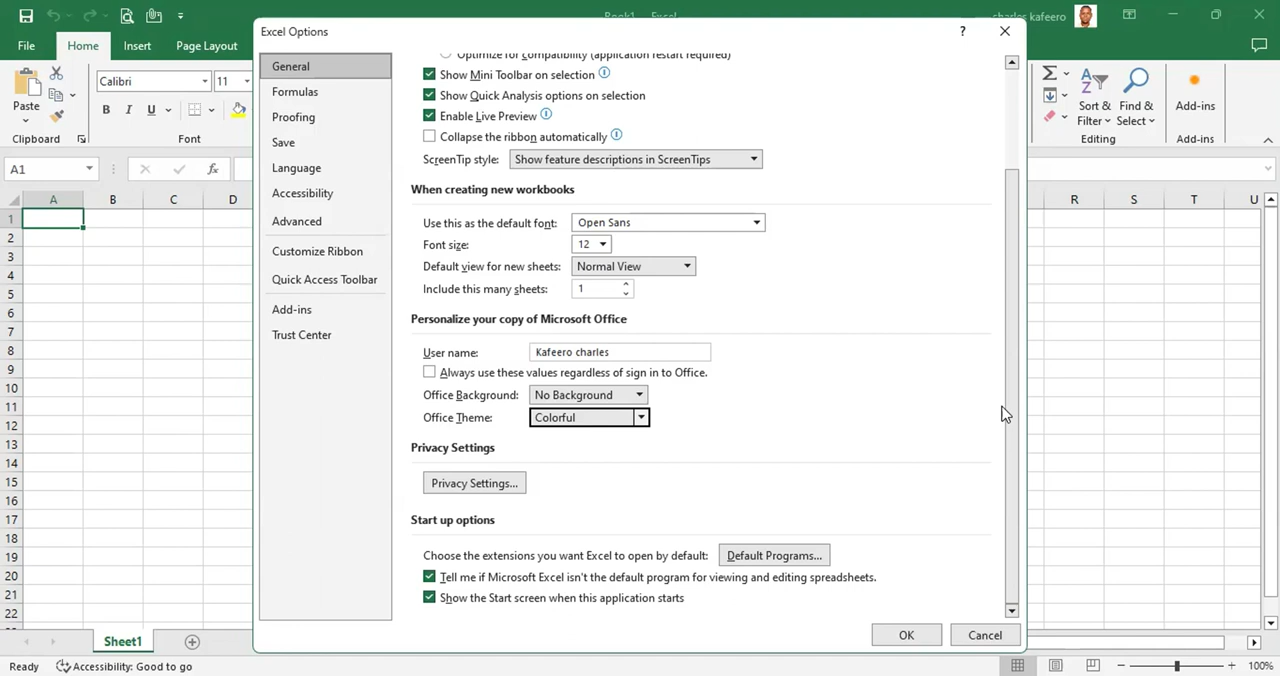 Book1 - Excel
charles kafeero
File
Home
Insert
Page Layout
Excel Options
?
General
Formulas
Proofing
Save
Language
Accessibility
Advanced
Customize Ribbon
Quick Access Toolbar
Add-ins
Trust Center
Optimize for compatibility (application restart required)
Show Mini Toolbar on selection
Show Quick Analysis options on selection
Enable Live Preview
Collapse the ribbon automatically
ScreenTip style: Show feature descriptions in ScreenTips
When creating new workbooks
Use this as the default font: Open Sans
Font size: 12
Default view for new sheets: Normal View
Include this many sheets: 1
Personalize your copy of Microsoft Office
User name: Kafeero charles
Always use these values regardless of sign in to Office.
Office Background: No Background
Office Theme: Colorful
Privacy Settings
Privacy Settings...
Start up options
Choose the extensions you want Excel to open by default: Default Programs...
Tell me if Microsoft Excel isn't the default program for viewing and editing spreadsheets.
Show the Start screen when this application starts
OK Cancel
Calibri 11
Paste
B I U
Clipboard
Font
Sort & Filter
Find & Select
Add-ins
Editing
Add-ins
A1
fx
A B C D R S T U
1
2
3
4
5
6
7
8
9
10
11
12
13
14
15
16
17
18
19
20
21
22
Sheet1
Ready
Accessibility: Good to go
100%